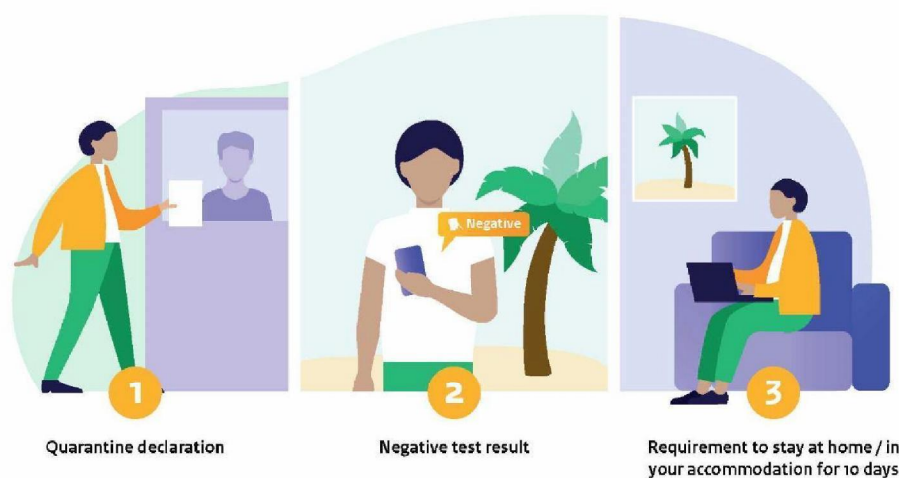 Negative
1
2
3
Quarantine declaration
Negative test result
Requirement to stay at home / in
your accommodation for 10 days